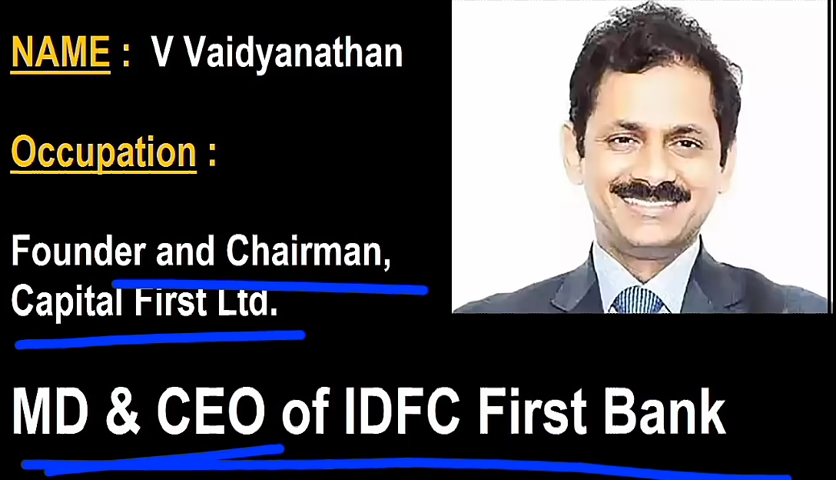 NAME : V Vaidyanathan
Occupation :
Founder and Chairman,
Capital First Ltd.
MD & CEO of IDFC First Bank